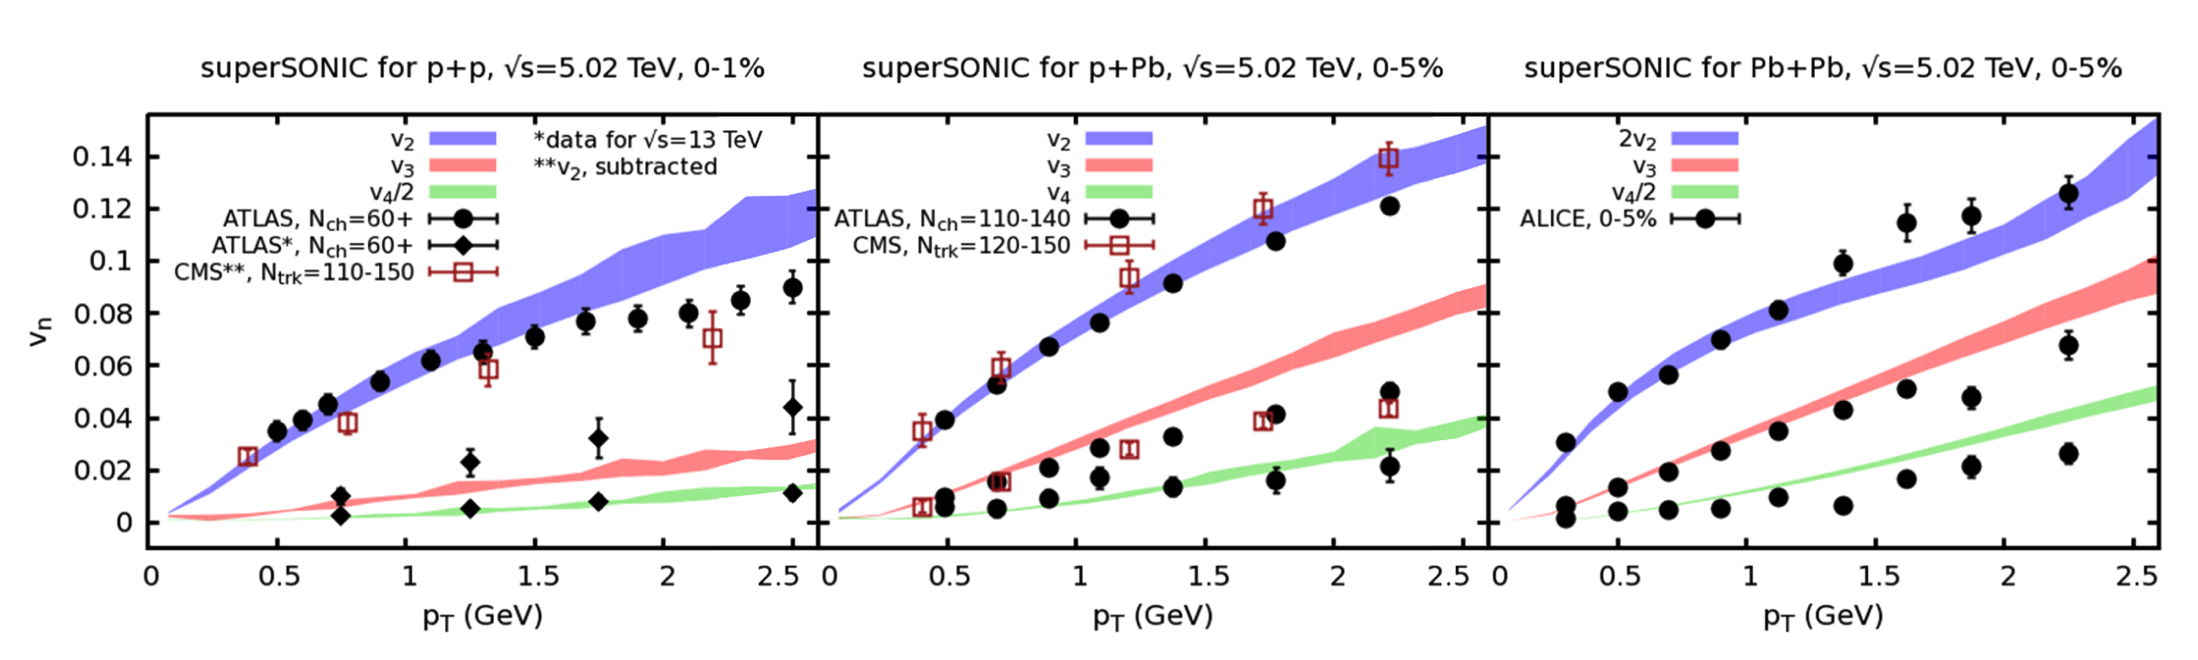 superSONIC for p+p, √s=5.02 TeV, 0-1%
superSONIC for p+Pb, √s=5.02 TeV, 0-5%
superSONIC for Pb+Pb, √s=5.02 TeV, 0-5%
v2
v3
v4/2
*data for √s=13 TeV
**v2, subtracted
ATLAS, Nch=60+
ATLAS*, Nch=60+
CMS**, Ntrk=110-150
v2
v3
v4
ATLAS, Nch=110-140
CMS, Ntrk=120-150
2v2
v3
v4/2
ALICE, 0-5%
vn
0.14
0.12
0.1
0.08
0.06
0.04
0.02
0
0 0.5 1 1.5 2 2.5
0 0.5 1 1.5 2 2.5
0 0.5 1 1.5 2 2.5
pT (GeV)
pT (GeV)
pT (GeV)